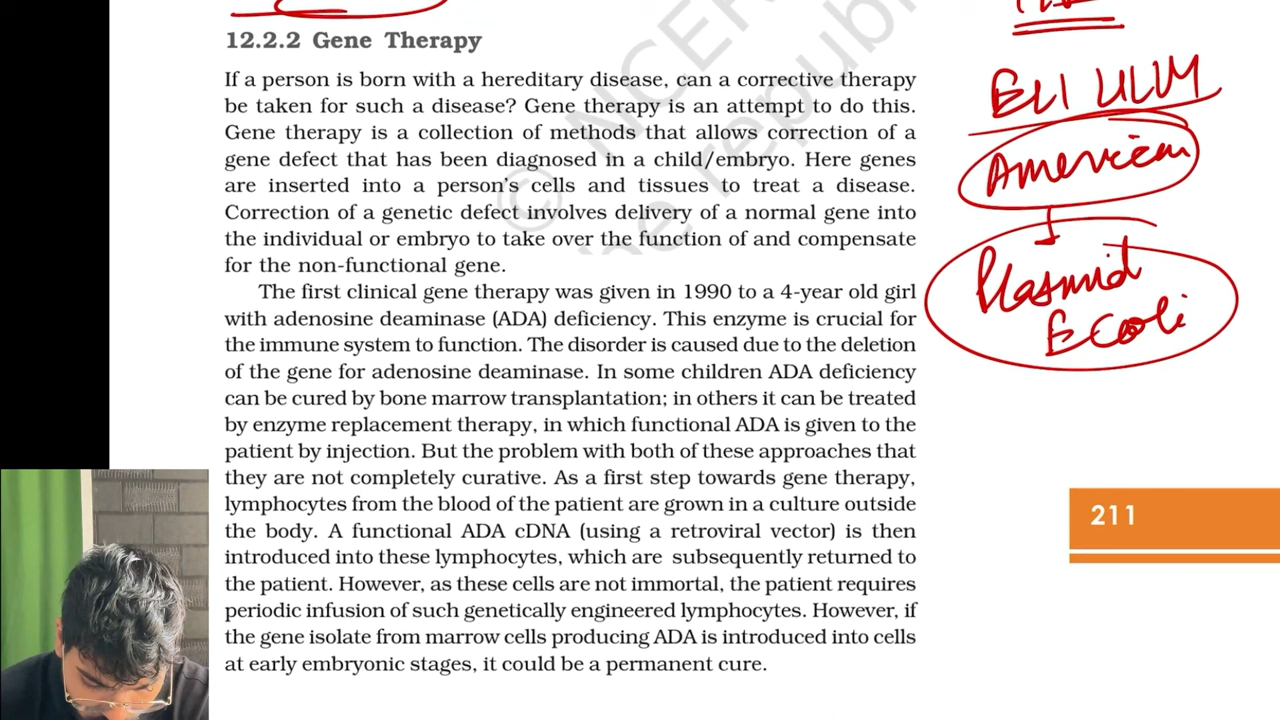 12.2.2 Gene Therapy
If a person is born with a hereditary disease, can a corrective therapy
be taken for such a disease? Gene therapy is an attempt to do this.
Gene therapy is a collection of methods that allows correction of a
gene defect that has been diagnosed in a child/embryo. Here genes
are inserted into a person's cells and tissues to treat a disease.
Correction of a genetic defect involves delivery of a normal gene into
the individual or embryo to take over the function of and compensate
for the non-functional gene.
The first clinical gene therapy was given in 1990 to a 4-year old girl
with adenosine deaminase (ADA) deficiency. This enzyme is crucial for
the immune system to function. The disorder is caused due to the deletion
of the gene for adenosine deaminase. In some children ADA deficiency
can be cured by bone marrow transplantation; in others it can be treated
by enzyme replacement therapy, in which functional ADA is given to the
patient by injection. But the problem with both of these approaches that
they are not completely curative. As a first step towards gene therapy,
lymphocytes from the blood of the patient are grown in a culture outside
the body. A functional ADA cDNA (using a retroviral vector) is then
introduced into these lymphocytes, which are subsequently returned to
the patient. However, as these cells are not immortal, the patient requires
periodic infusion of such genetically engineered lymphocytes. However, if
the gene isolate from marrow cells producing ADA is introduced into cells
at early embryonic stages, it could be a permanent cure.
© NCER
the republi
ELI
American
Plasmid
E Coli
211